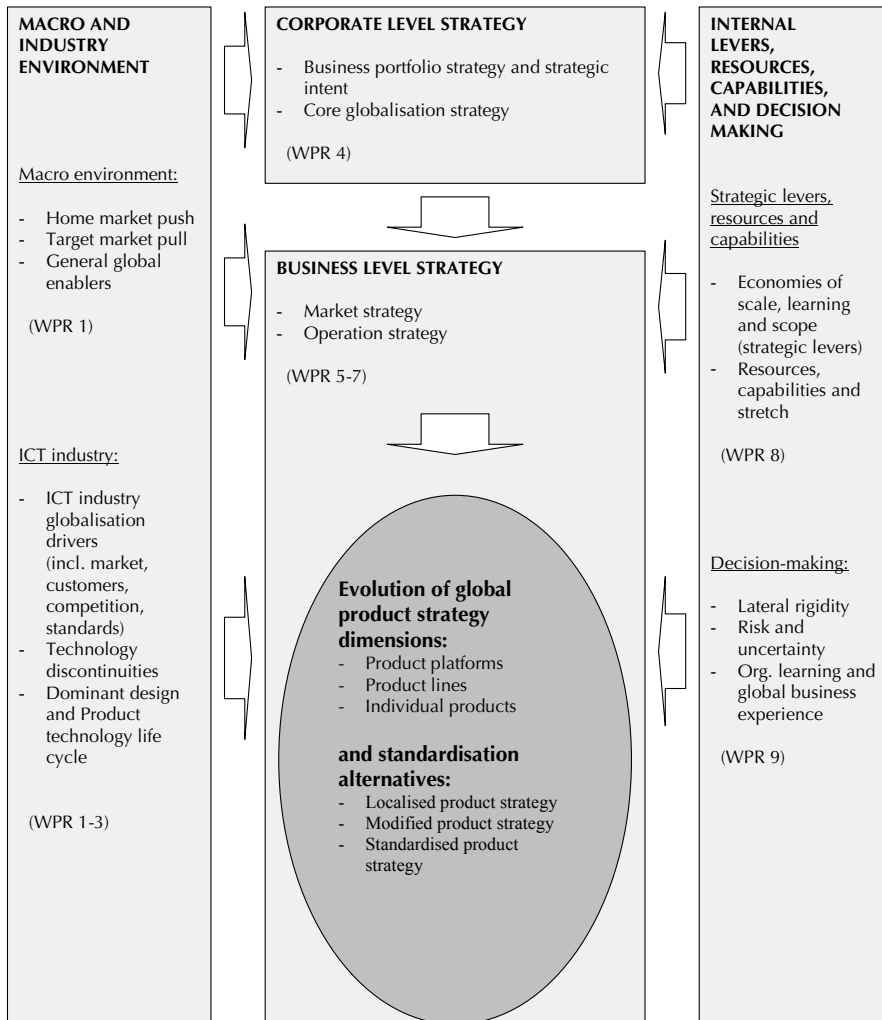 MACRO AND
INDUSTRY
ENVIRONMENT
Macro environment:
- Home market push
- Target market pull
- General global
enablers
(WPR 1)
ICT industry:
- ICT industry
globalisation
drivers
(incl. market,
customers,
competition,
standards)
- Technology
discontinuities
- Dominant design
and Product
technology life
cycle
(WPR 1-3)
CORPORATE LEVEL STRATEGY
- Business portfolio strategy and strategic
intent
- Core globalisation strategy
(WPR 4)
BUSINESS LEVEL STRATEGY
- Market strategy
- Operation strategy
(WPR 5-7)
Evolution of global
product strategy
dimensions:
- Product platforms
- Product lines
- Individual products
and standardisation
alternatives:
- Localised product strategy
- Modified product strategy
- Standardised product
strategy
INTERNAL
LEVERS,
RESOURCES,
CAPABILITIES,
AND DECISION
MAKING
Strategic levers,
resources and
capabilities
- Economies of
scale, learning
and scope
(strategic levers)
- Resources,
capabilities and
stretch
(WPR 8)
Decision-making:
- Lateral rigidity
- Risk and
uncertainty
- Org. learning and
global business
experience
(WPR 9)